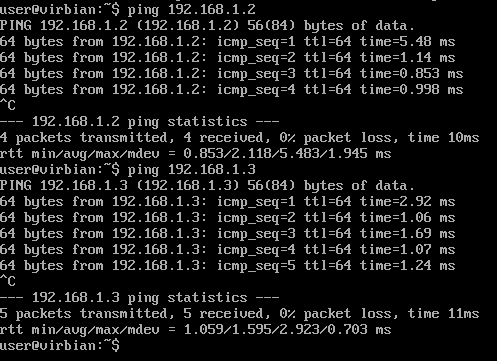 user@virbian:~$ ping 192.168.1.2
PING 192.168.1.2 (192.168.1.2) 56(84) bytes of data.
64 bytes from 192.168.1.2: icmp_seq=1 ttl=64 time=5.48 ms
64 bytes from 192.168.1.2: icmp_seq=2 ttl=64 time=1.14 ms
64 bytes from 192.168.1.2: icmp_seq=3 ttl=64 time=0.853 ms
64 bytes from 192.168.1.2: icmp_seq=4 ttl=64 time=0.998 ms
^C
--- 192.168.1.2 ping statistics ---
4 packets transmitted, 4 received, 0% packet loss, time 10ms
rtt min/avg/max/mdev = 0.853/2.118/5.483/1.945 ms
user@virbian:~$ ping 192.168.1.3
PING 192.168.1.3 (192.168.1.3) 56(84) bytes of data.
64 bytes from 192.168.1.3: icmp_seq=1 ttl=64 time=2.92 ms
64 bytes from 192.168.1.3: icmp_seq=2 ttl=64 time=1.06 ms
64 bytes from 192.168.1.3: icmp_seq=3 ttl=64 time=1.69 ms
64 bytes from 192.168.1.3: icmp_seq=4 ttl=64 time=1.07 ms
64 bytes from 192.168.1.3: icmp_seq=5 ttl=64 time=1.24 ms
^C
--- 192.168.1.3 ping statistics ---
5 packets transmitted, 5 received, 0% packet loss, time 11ms
rtt min/avg/max/mdev = 1.059/1.595/2.923/0.703 ms
user@virbian:~$